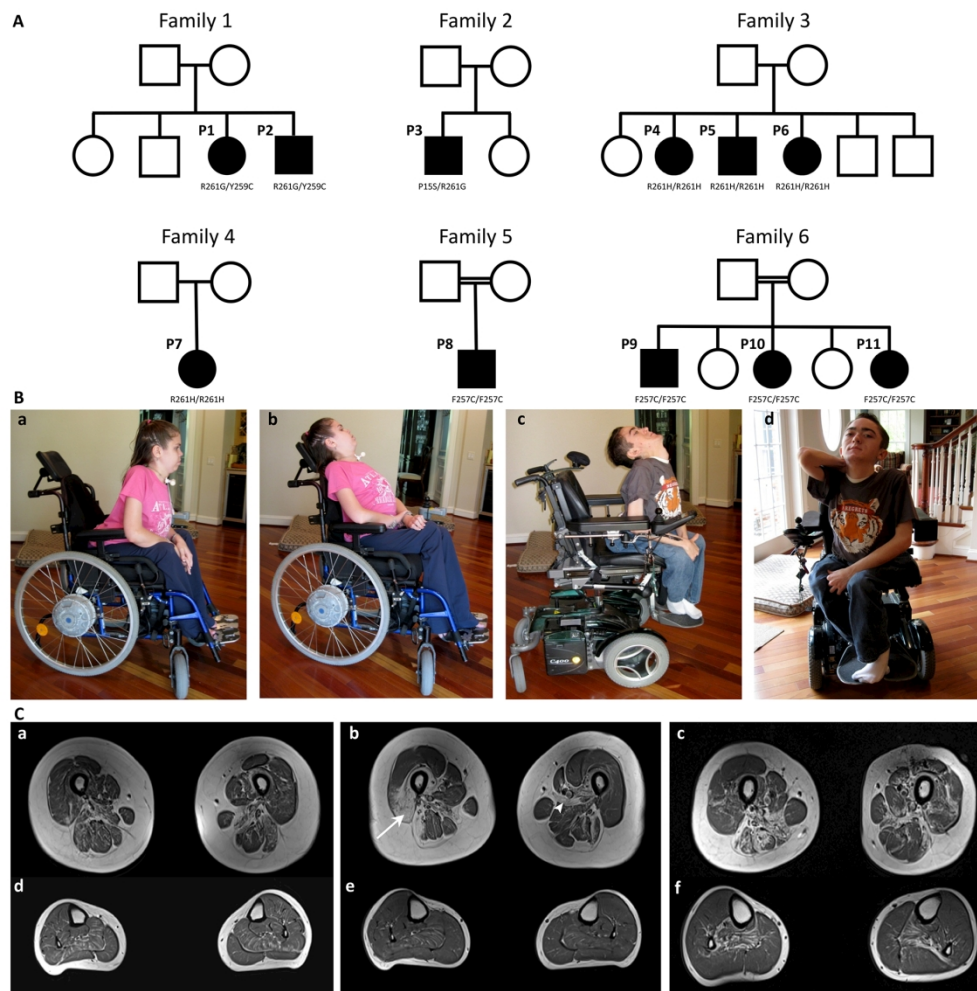 A
Family 1
Family 2
Family 3
P1
P2
P3
P4
P5
P6
R261G/Y259C
R261G/Y259C
P15S/R261G
R261H/R261H
R261H/R261H
R261H/R261H
Family 4
Family 5
Family 6
P7
P8
P9
P10
P11
R261H/R261H
F257C/F257C
F257C/F257C
F257C/F257C
F257C/F257C
B
a
b
c
d
C400
C
a
b
c
d
e
f